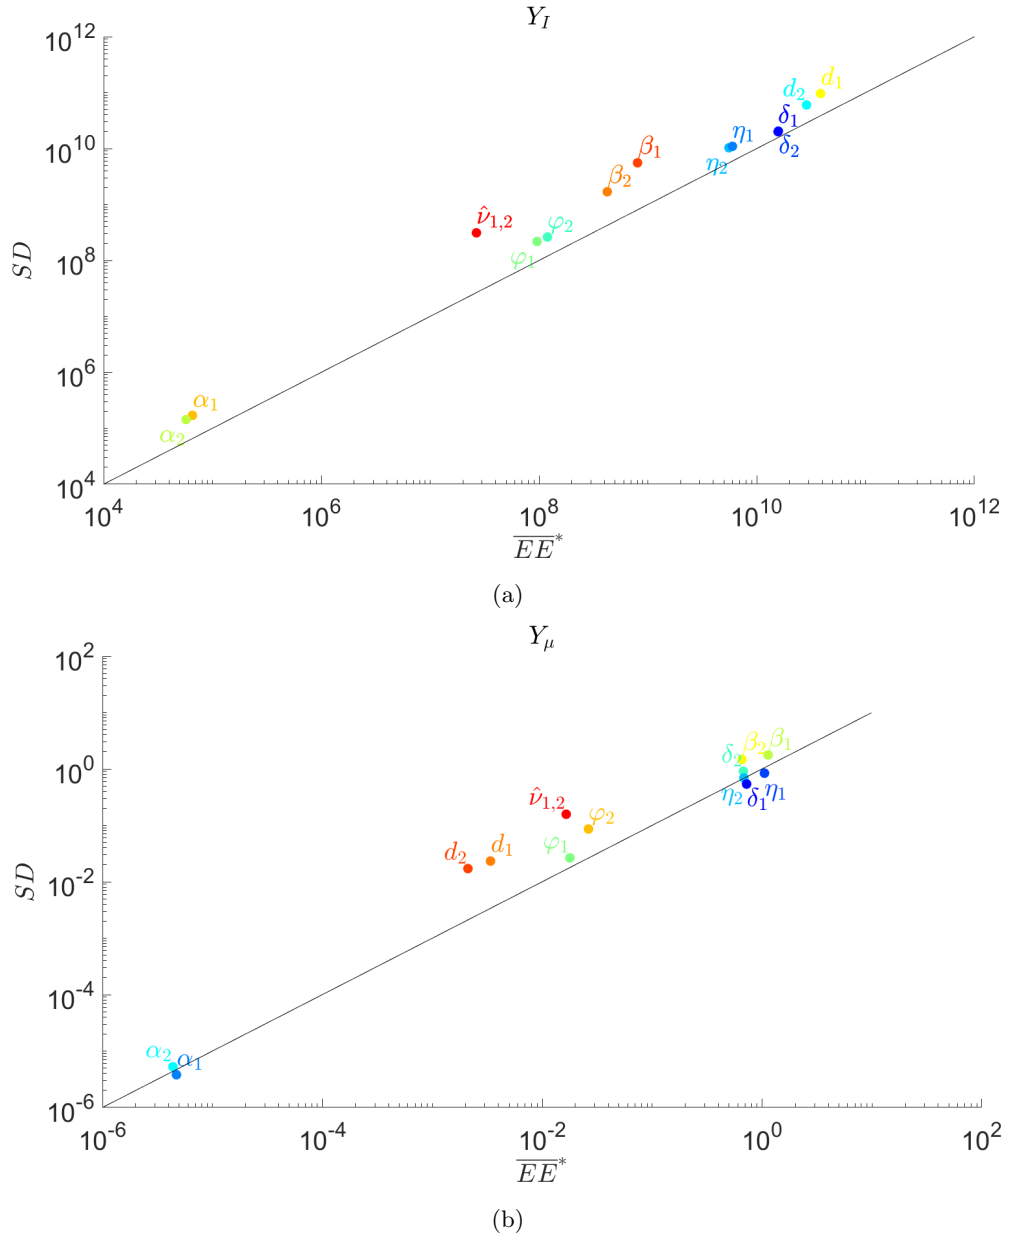 Y_I
10^12
d_1
d_2
δ_1
10^10
η_1
δ_2
β_1
η_2
β_2
ν̂_{1,2}
φ_2
SD
10^8
φ_1
10^6
α_1
α_2
10^4
10^4 10^6 10^8 10^10 10^12
\overline{EE}^*
(a)
Y_μ
10^2
δ_2 β_2 β_1
10^0
η_2 δ_1 η_1
ν̂_{1,2} φ_2
d_2 d_1 φ_1
SD
10^-2
10^-4
α_2 α_1
10^-6
10^-6 10^-4 10^-2 10^0 10^2
\overline{EE}^*
(b)